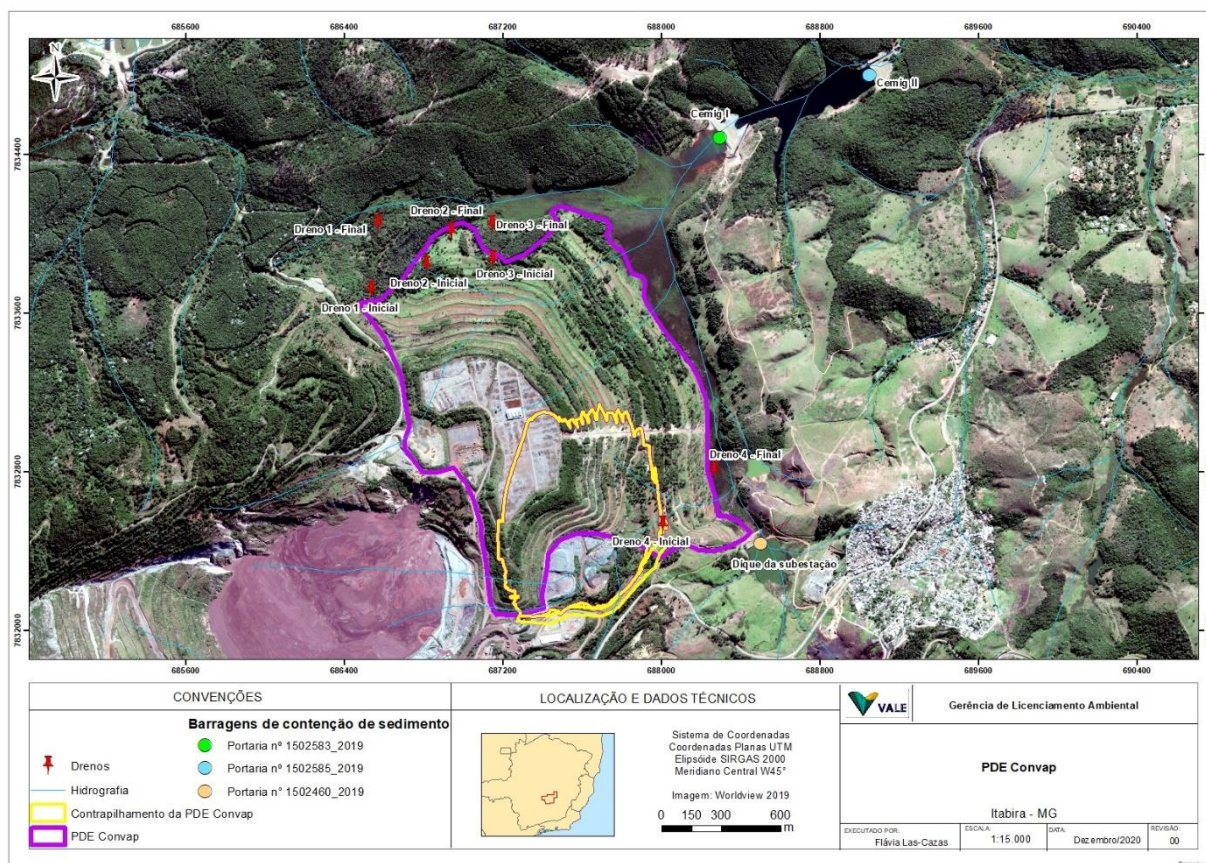 685600 686400 687200 688000 688800 689600 690400
N
Cemig II
Cemig I
7834400 7834400
Dreno 2 - Final
Dreno 1 - Final
Dreno 3 - Final
Dreno 3 - Inicial
Dreno 2 - Inicial
Dreno 1 - Inicial
7833600 7833600
Dreno 4 - Final
7832800 7832800
Dreno 4 - Inicial
Dique da subestação
7832000 7832000
685600 686400 687200 688000 688800 689600 690400
CONVENÇÕES
Barragens de contenção de sedimento
Portaria nº 1502583_2019
Drenos
Portaria nº 1502585_2019
Hidrografia
Portaria n° 1502460_2019
Contrapilhamento da PDE Convap
PDE Convap
LOCALIZAÇÃO E DADOS TÉCNICOS
Sistema de Coordenadas
Coordenadas Planas UTM
Elipsóide SIRGAS 2000
Meridiano Central W45°
Imagem: Worldview 2019
0 150 300 600
m
VALE
Gerência de Licenciamento Ambiental
PDE Convap
Itabira - MG
EXECUTADO POR:
Flávia Las-Cazas
ESCALA:
1:15.000
DATA:
Dezembro/2020
REVISÃO:
00